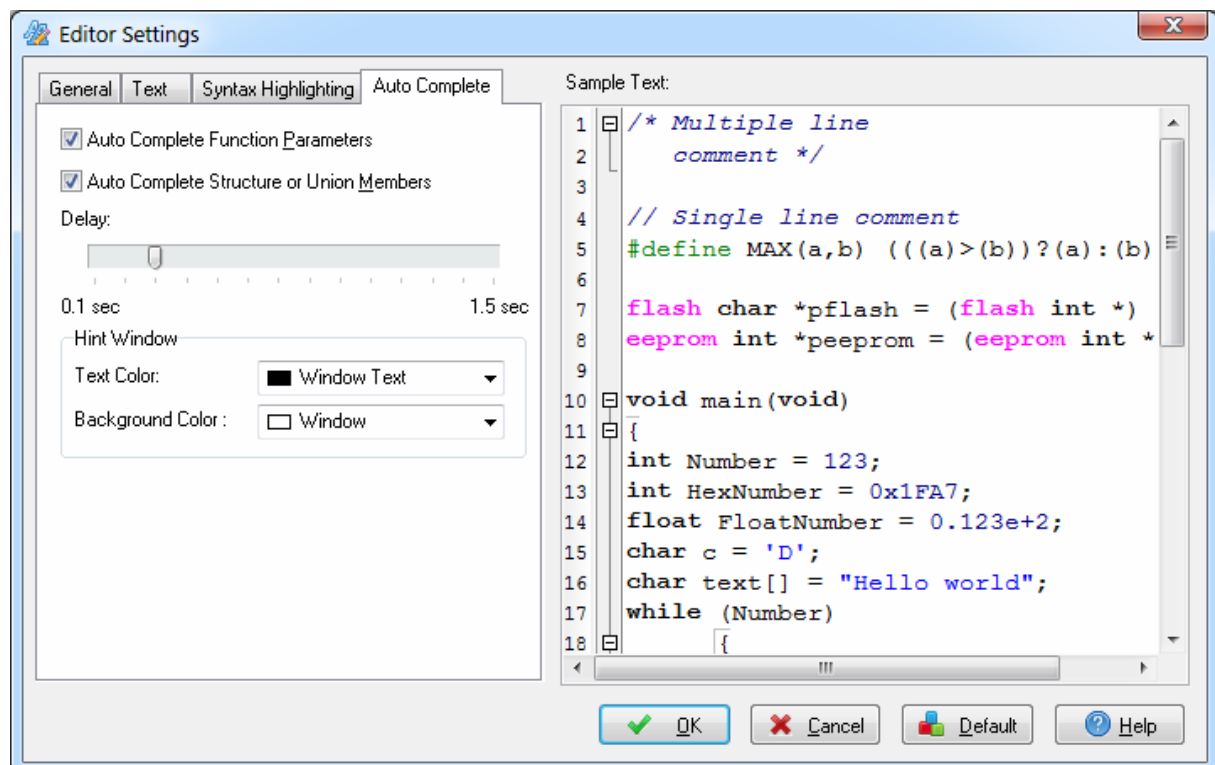 Editor Settings
General Text Syntax Highlighting Auto Complete
Auto Complete Function Parameters
Auto Complete Structure or Union Members
Delay:
0.1 sec 1.5 sec
Hint Window
Text Color: Window Text
Background Color : Window
Sample Text:
1 /* Multiple line
2 comment */
3
4 // Single line comment
5 #define MAX(a,b) (((a)>(b))?(a):(b)
6
7 flash char *pflash = (flash int *)
8 eeprom int *peeprom = (eeprom int *
9
10 void main(void)
11 {
12 int Number = 123;
13 int HexNumber = 0x1FA7;
14 float FloatNumber = 0.123e+2;
15 char c = 'D';
16 char text[] = "Hello world";
17 while (Number)
18 {
OK Cancel Default Help